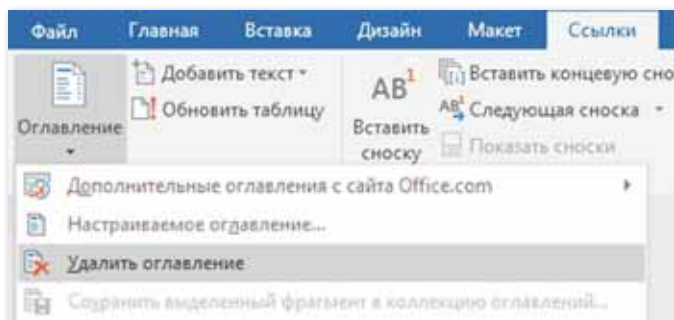 Файл Главная Вставка Дизайн Макет Ссылки
Оглавление
Добавить текст
Обновить таблицу
AB1
Вставить сноску
Вставить концевую сно
AB Следующая сноска
Показать сноски
Дополнительные оглавления с сайта Office.com
Настраиваемое оглавление...
Удалить оглавление
Сохранить выделенный фрагмент в коллекцию оглавлений...